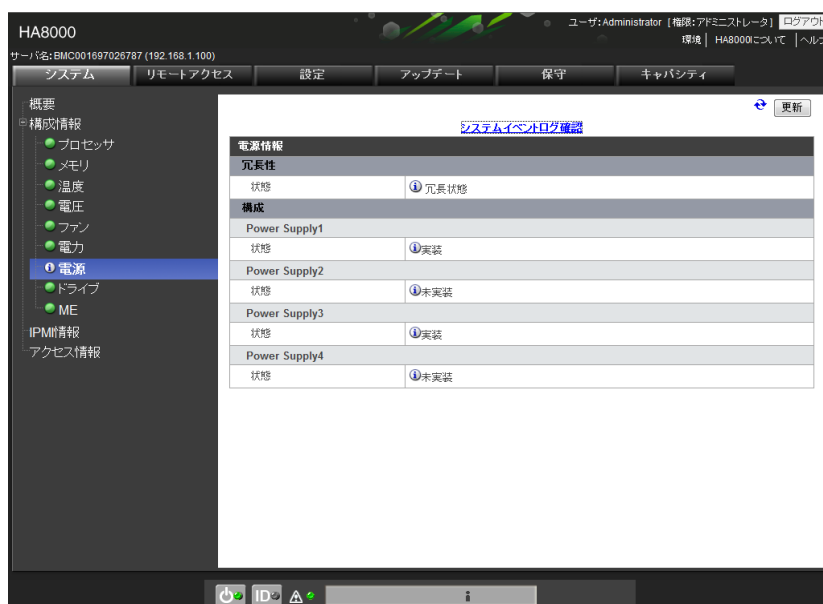 HA8000
ユーザ:Administrator [権限:アドミニストレータ] ログアウト
環境 | HA8000について | ヘル
サーバ名:BMC001697026787 (192.168.1.100)
システム リモートアクセス 設定 アップデート 保守 キャパシティ
概要
構成情報
プロセッサ
メモリ
温度
電圧
ファン
電力
電源
ドライブ
ME
IPMI情報
アクセス情報
更新
システムイベントログ確認
電源情報
冗長性
状態 冗長状態
構成
Power Supply1
状態 実装
Power Supply2
状態 未実装
Power Supply3
状態 実装
Power Supply4
状態 未実装
ID